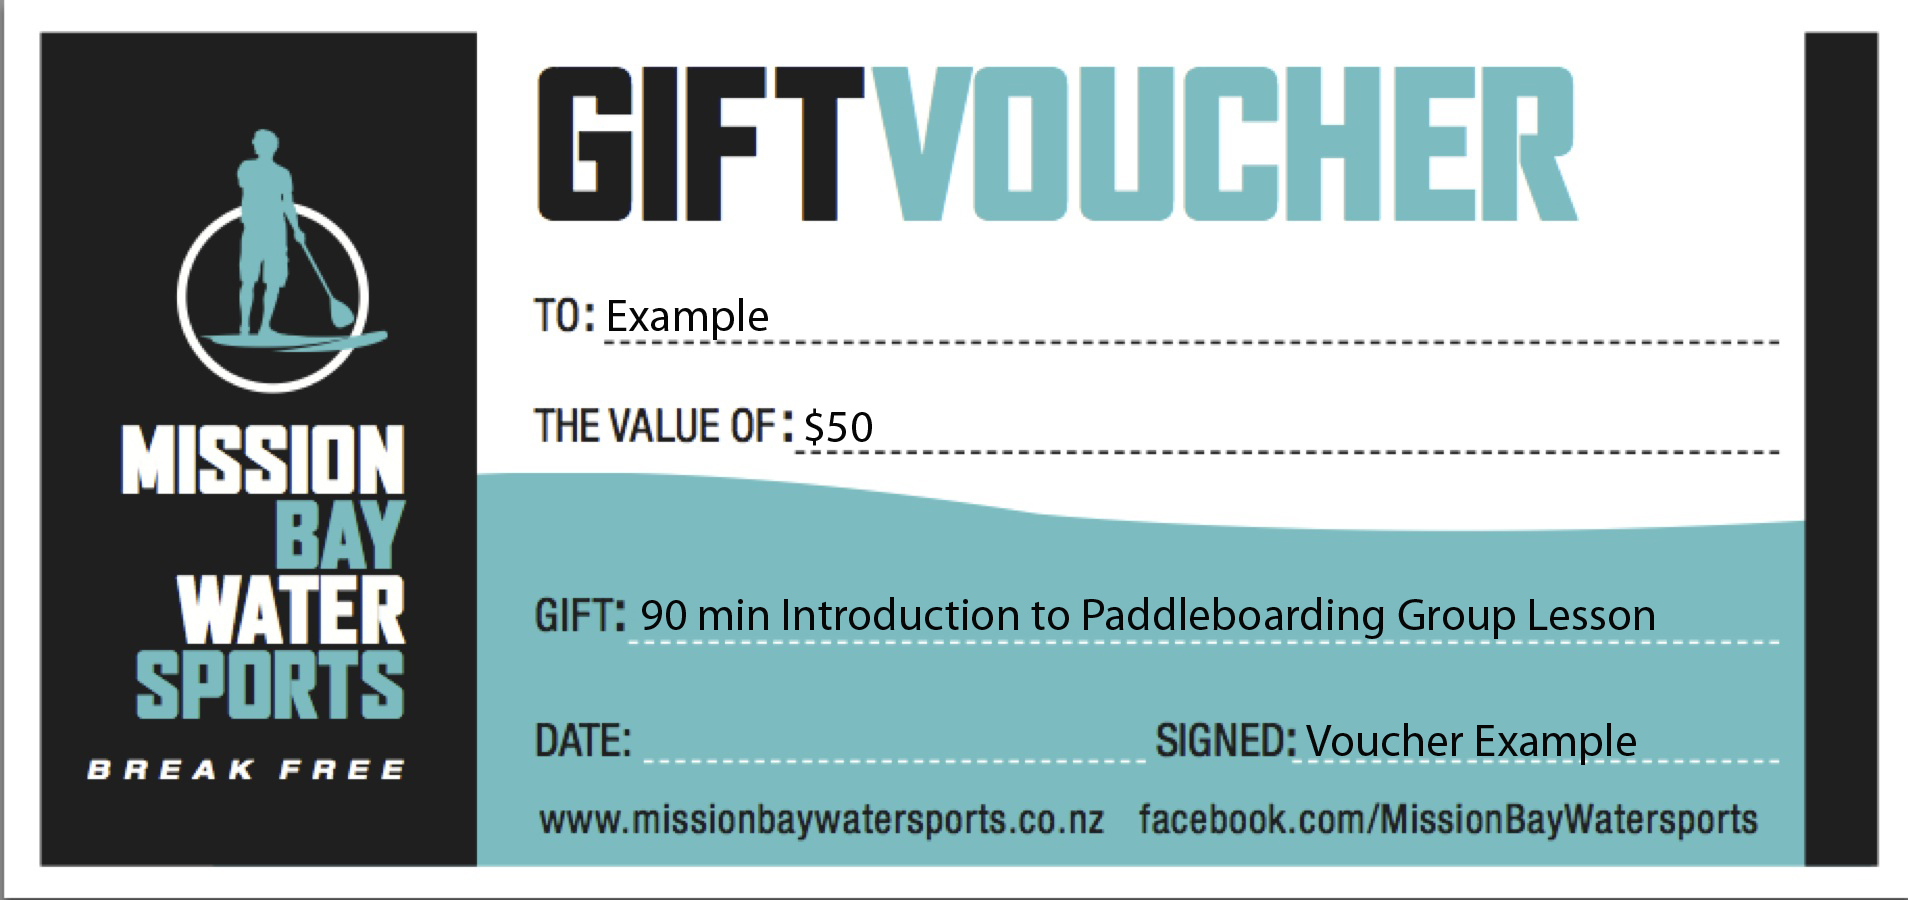 GIFTVOUCHER
TO: Example
THE VALUE OF: $50
GIFT: 90 min Introduction to Paddleboarding Group Lesson
DATE: SIGNED: Voucher Example
www.missionbaywatersports.co.nz facebook.com/MissionBayWatersports
MISSION
BAY
WATER
SPORTS
BREAK FREE